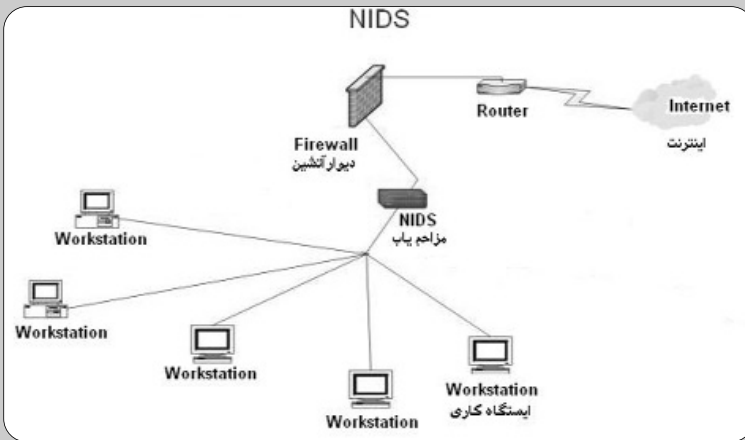 NIDS
Internet
اینترنت
Router
Firewall
دیوارآتشین
NIDS
مزاحم یاب
Workstation
Workstation
Workstation
Workstation
Workstation
ایستگاه کاری